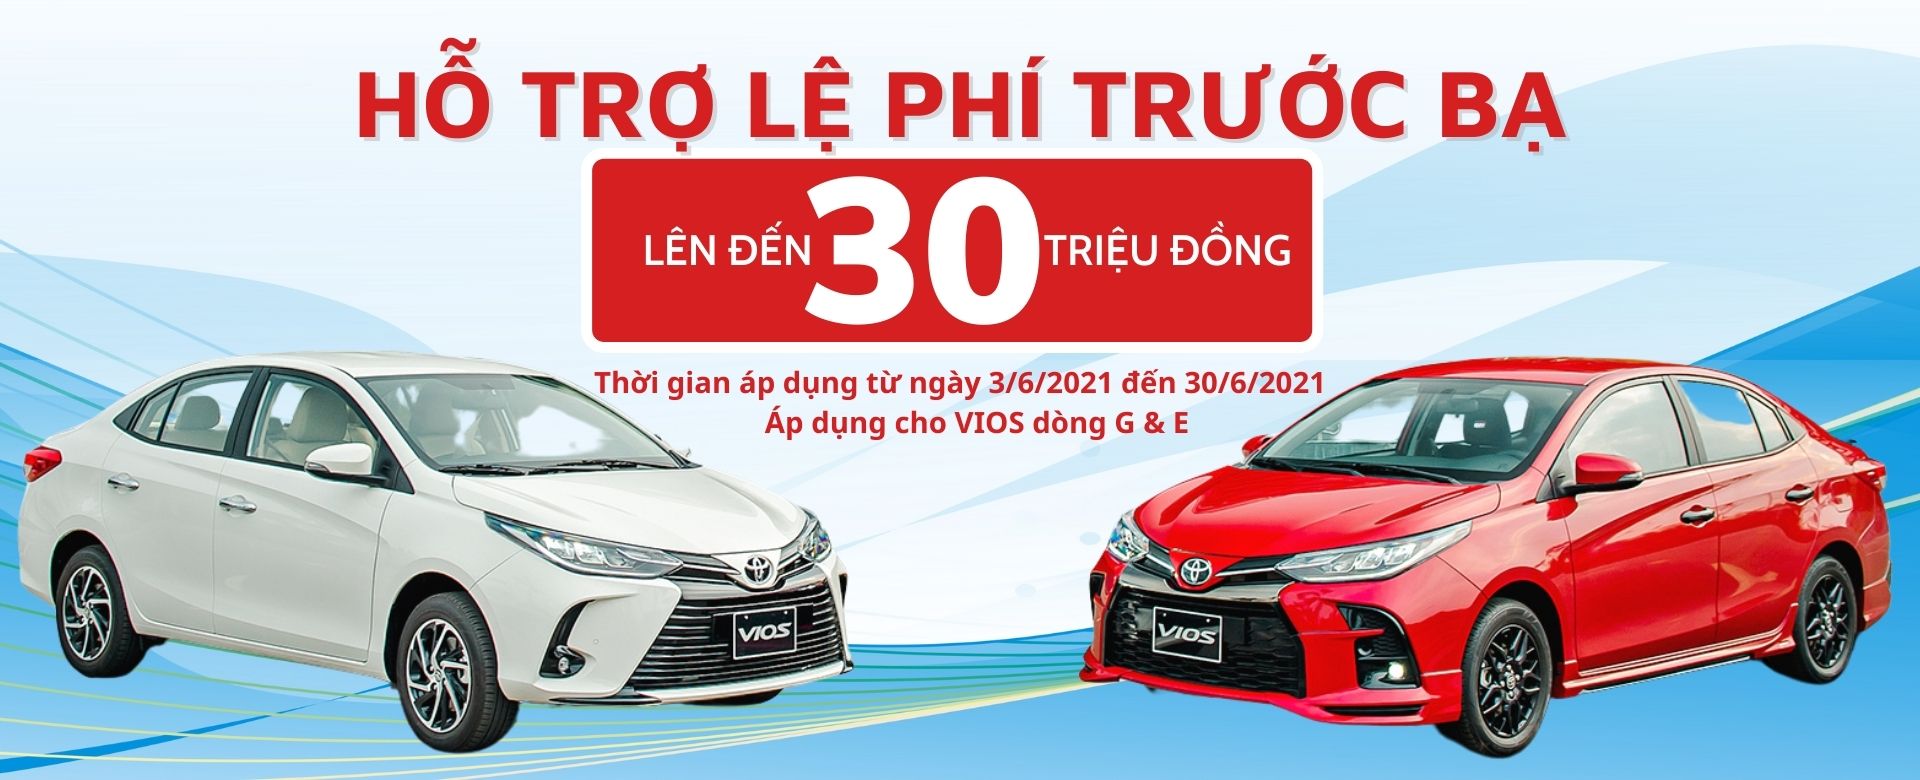 HỖ TRỢ LỆ PHÍ TRƯỚC BẠ
LÊN ĐẾN 30 TRIỆU ĐỒNG
Thời gian áp dụng từ ngày 3/6/2021 đến 30/6/2021
Áp dụng cho VIOS dòng G & E
VIOS
VIOS